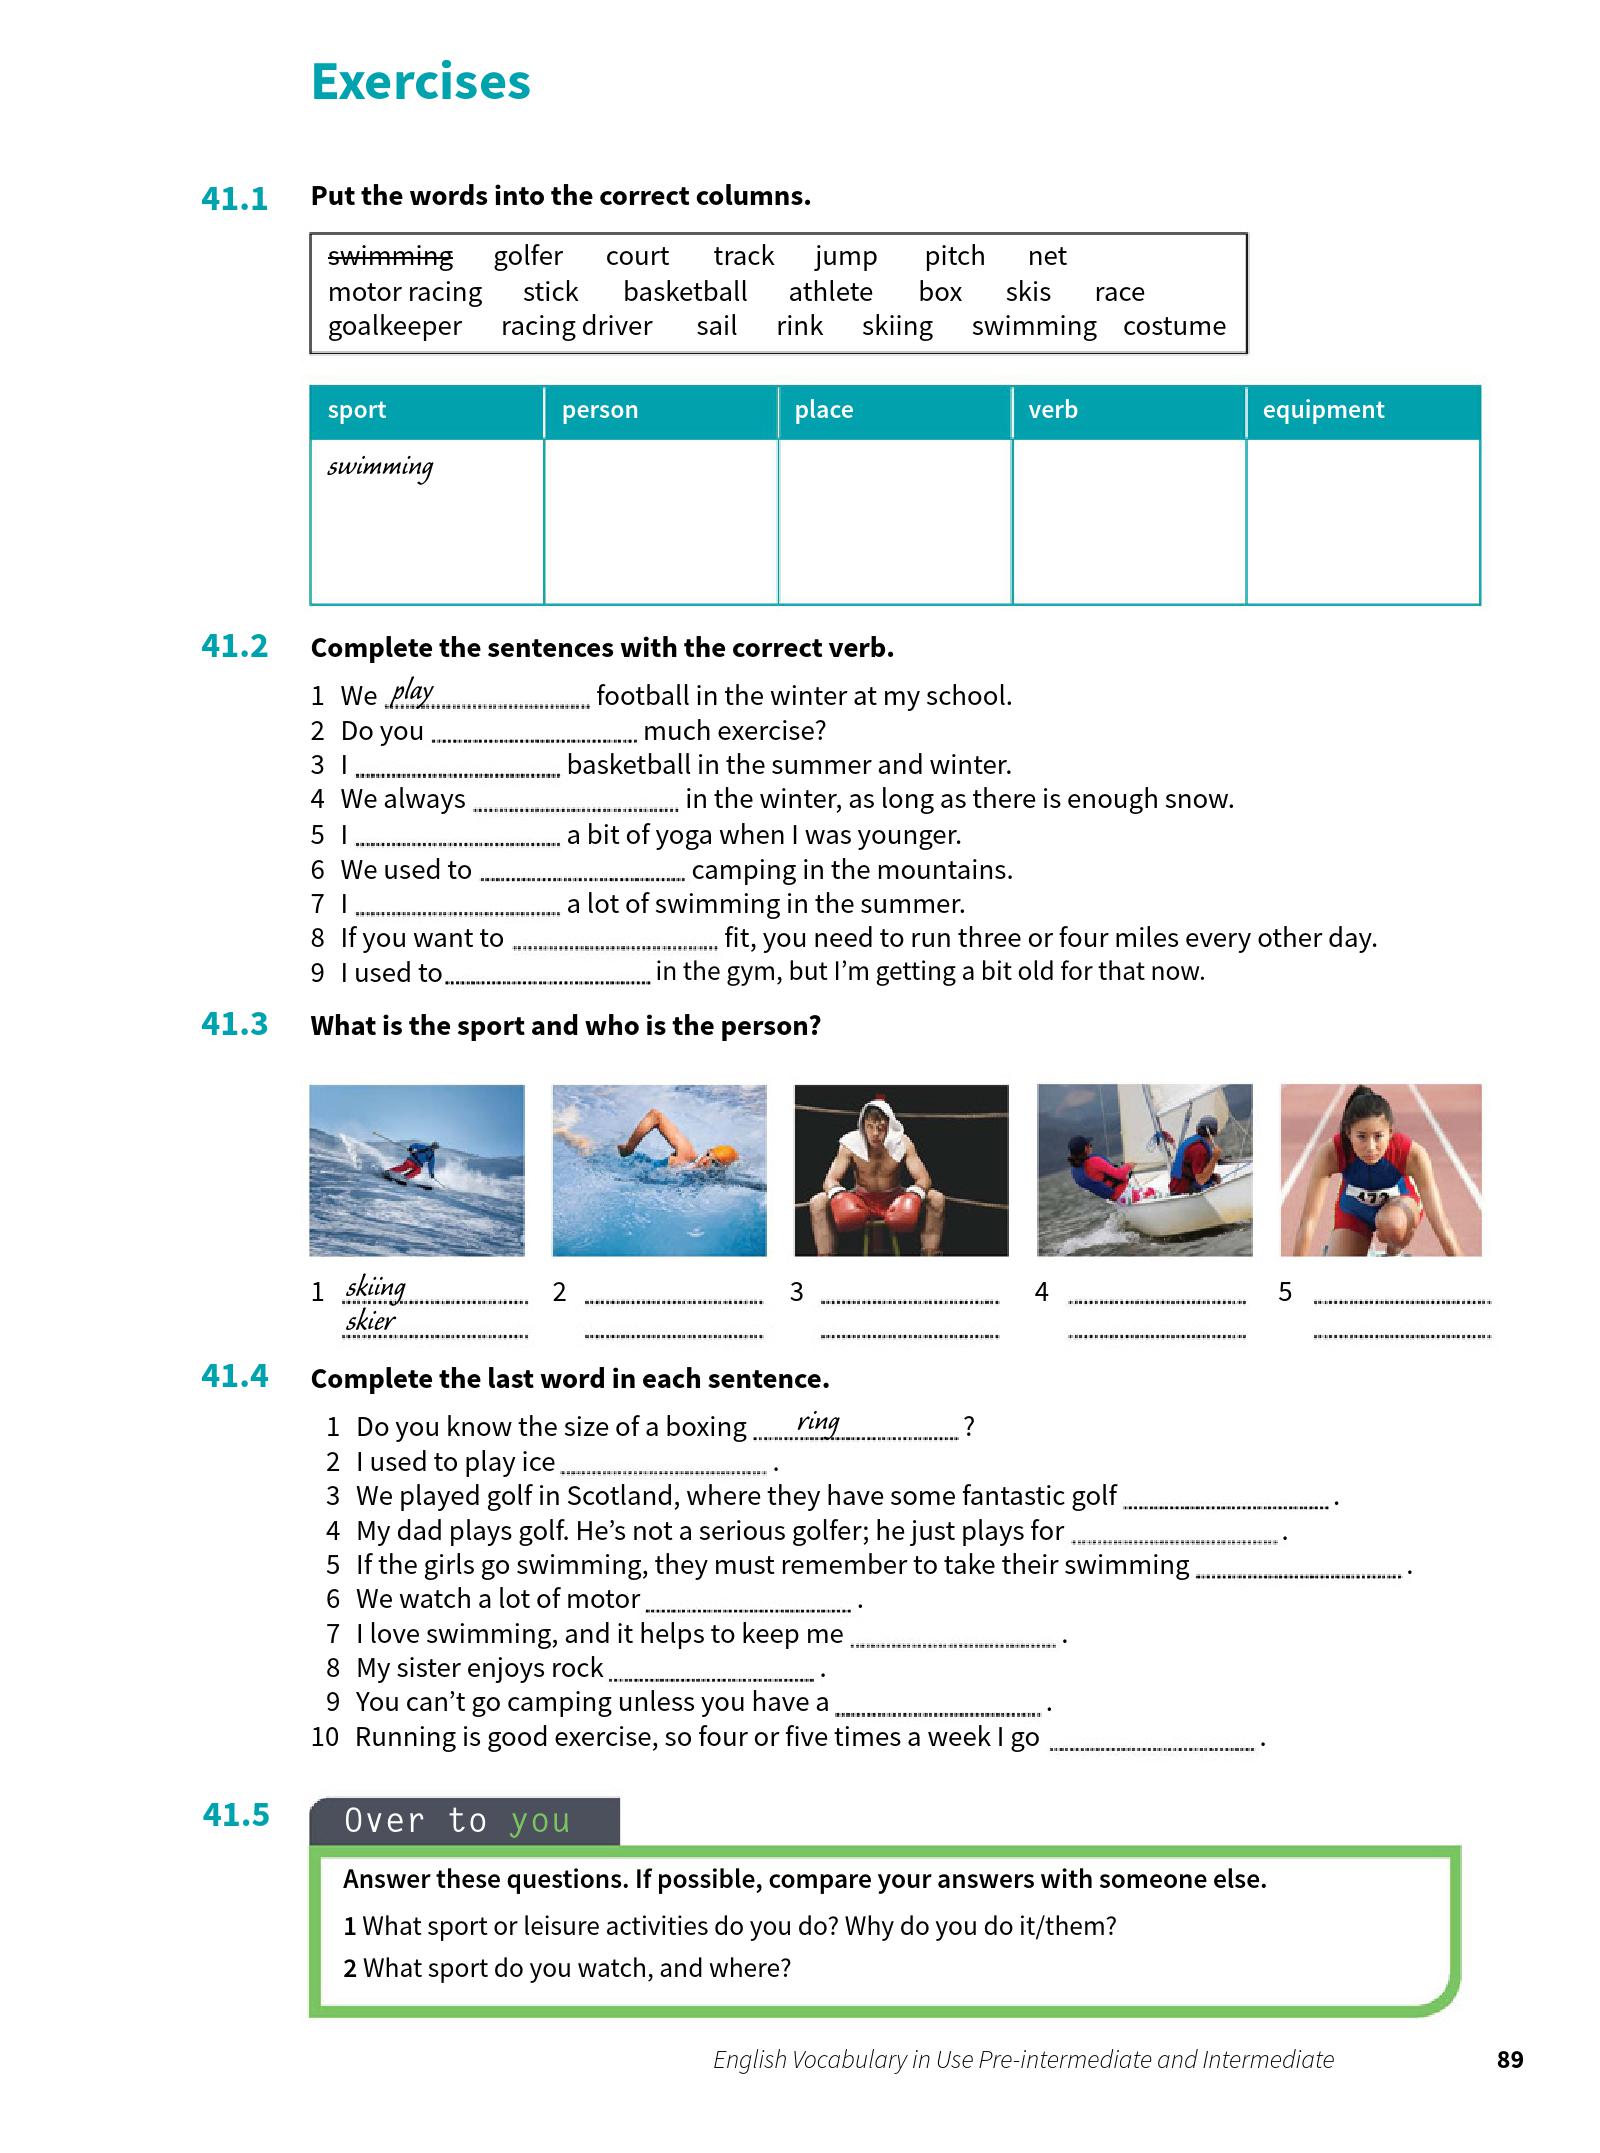 Exercises
41.1 Put the words into the correct columns.
swimming golfer court track jump pitch net
motor racing stick basketball athlete box skis race
goalkeeper racing driver sail rink skiing swimming costume
sport person place verb equipment
swimming
41.2 Complete the sentences with the correct verb.
1 We play football in the winter at my school.
2 Do you much exercise?
3 I basketball in the summer and winter.
4 We always in the winter, as long as there is enough snow.
5 I a bit of yoga when I was younger.
6 We used to camping in the mountains.
7 I a lot of swimming in the summer.
8 If you want to fit, you need to run three or four miles every other day.
9 I used to in the gym, but I'm getting a bit old for that now.
41.3 What is the sport and who is the person?
473
1 skiing 2 3 4 5
skier
41.4 Complete the last word in each sentence.
1 Do you know the size of a boxing ring ?
2 I used to play ice .
3 We played golf in Scotland, where they have some fantastic golf .
4 My dad plays golf. He's not a serious golfer; he just plays for .
5 If the girls go swimming, they must remember to take their swimming .
6 We watch a lot of motor .
7 I love swimming, and it helps to keep me .
8 My sister enjoys rock .
9 You can't go camping unless you have a .
10 Running is good exercise, so four or five times a week I go .
41.5 Over to you
Answer these questions. If possible, compare your answers with someone else.
1 What sport or leisure activities do you do? Why do you do it/them?
2 What sport do you watch, and where?
English Vocabulary in Use Pre-intermediate and Intermediate 89